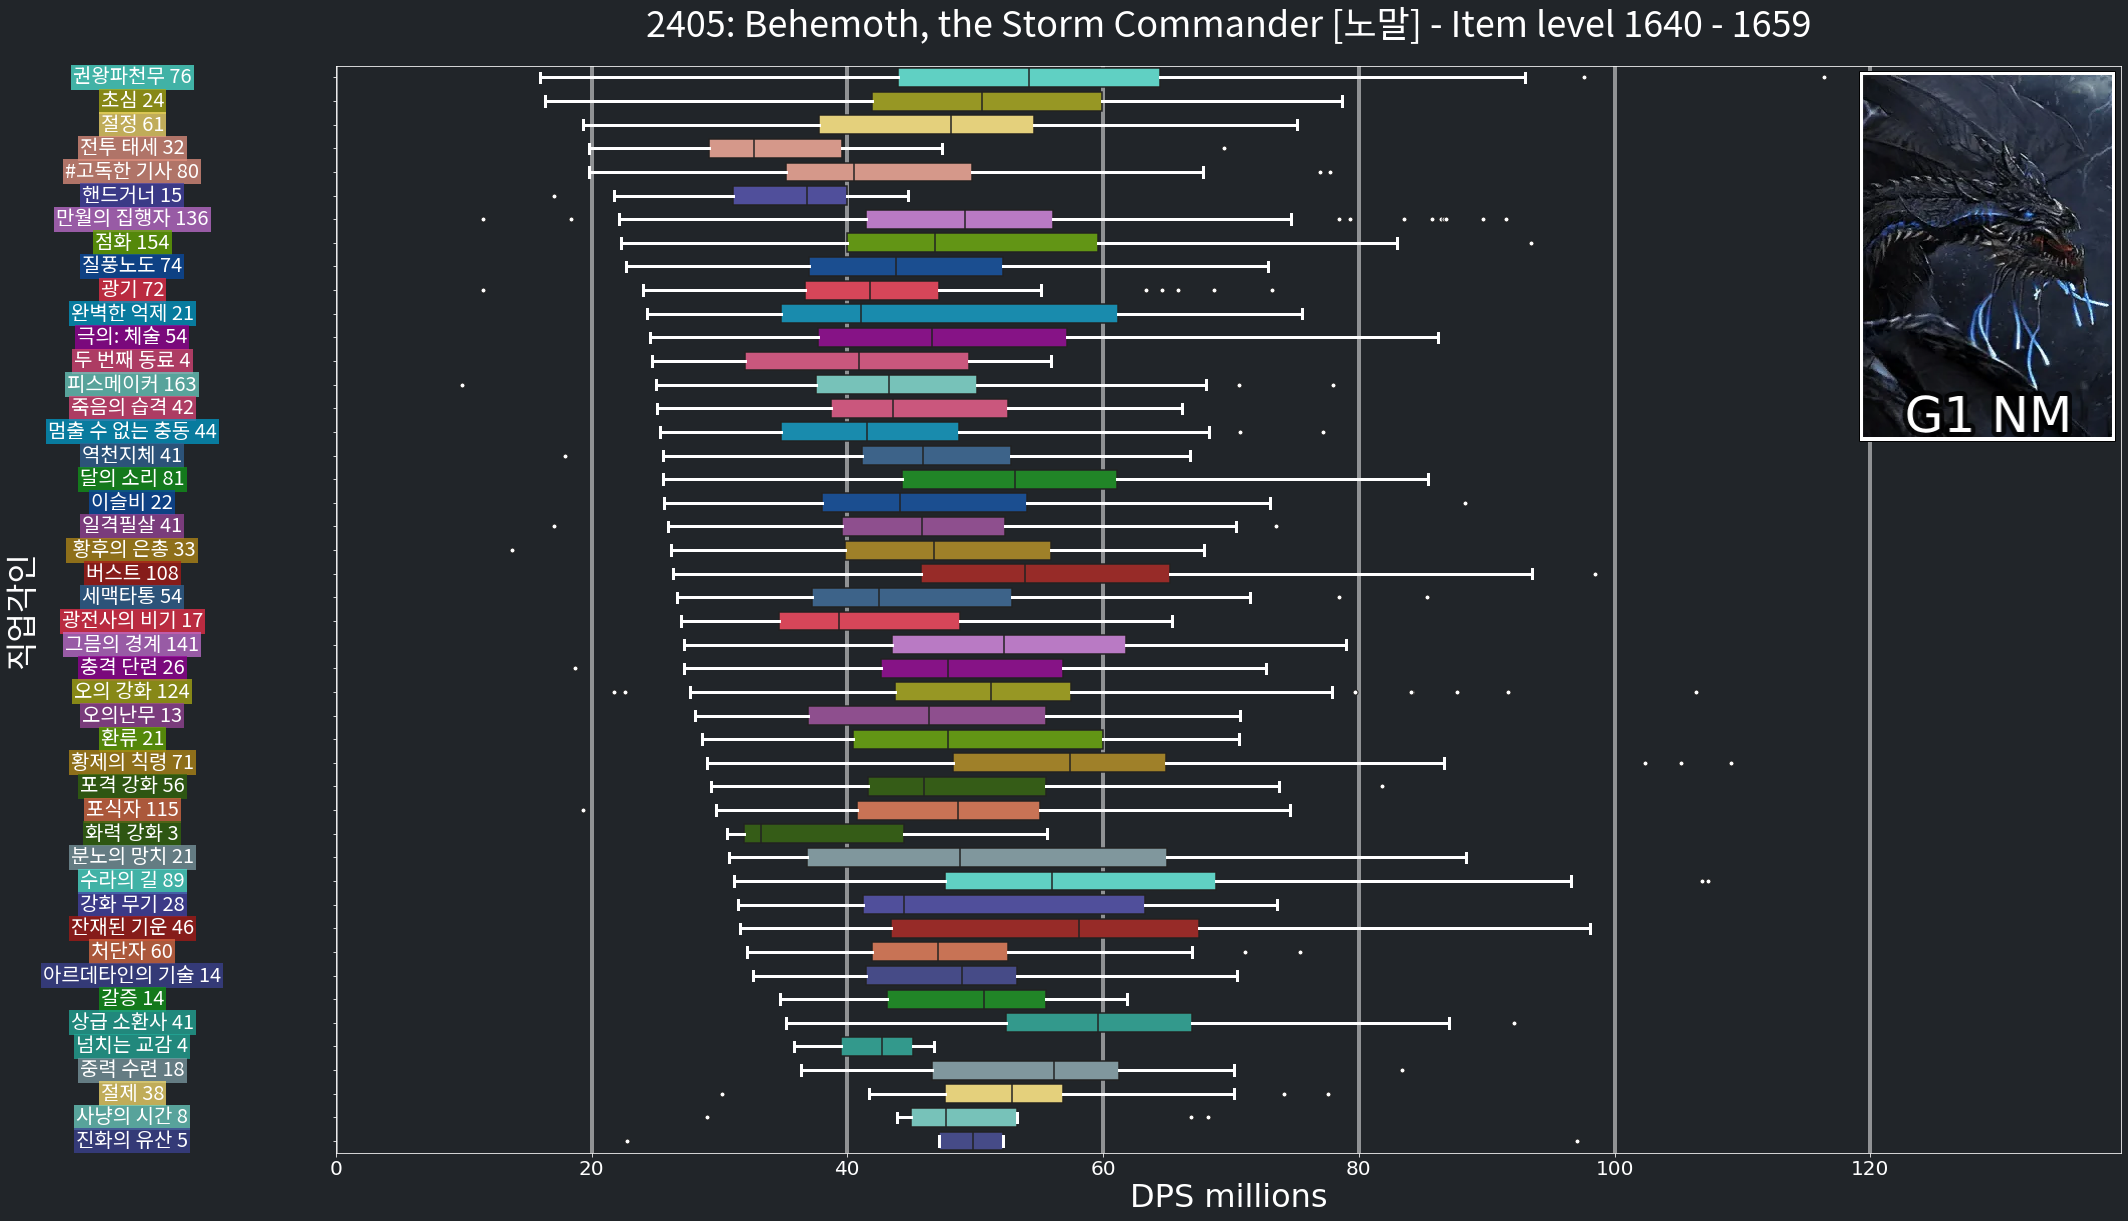 2405: Behemoth, the Storm Commander [노말] - Item level 1640 - 1659
권왕파천무 76
초심 24
절정 61
전투 태세 32
#고독한 기사 80
핸드거너 15
만월의 집행자 136
점화 154
질풍노도 74
광기 72
완벽한 억제 21
극의: 체술 54
두 번째 동료 4
피스메이커 163
죽음의 습격 42
멈출 수 없는 충동 44
역천지체 41
달의 소리 81
이슬비 22
일격필살 41
황후의 은총 33
버스트 108
세맥타통 54
광전사의 비기 17
그믐의 경계 141
충격 단련 26
오의 강화 124
오의난무 13
환류 21
황제의 칙령 71
포격 강화 56
포식자 115
화력 강화 3
분노의 망치 21
수라의 길 89
강화 무기 28
잔재된 기운 46
처단자 60
아르데타인의 기술 14
갈증 14
상급 소환사 41
넘치는 교감 4
중력 수련 18
절제 38
사냥의 시간 8
진화의 유산 5
직업각인
G1 NM
0 20 40 60 80 100 120
DPS millions